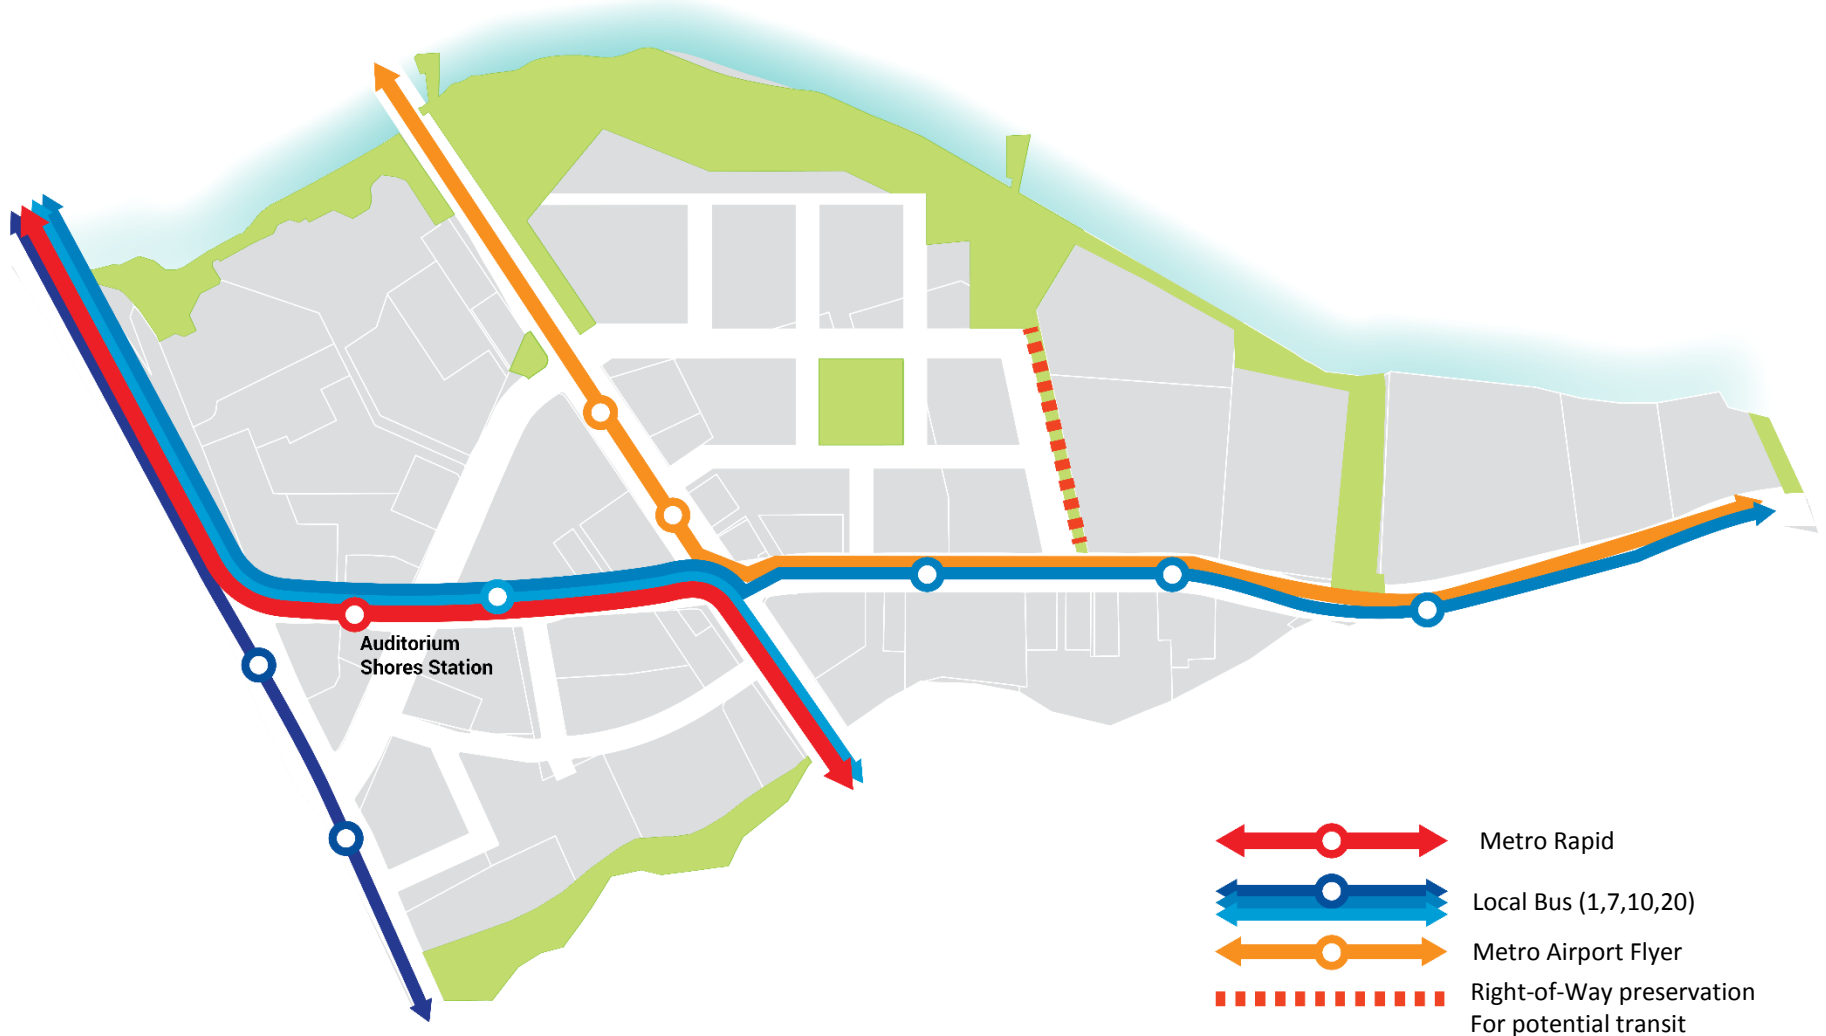 Auditorium
Shores Station
Metro Rapid
Local Bus (1,7,10,20)
Metro Airport Flyer
Right-of-Way preservation
For potential transit